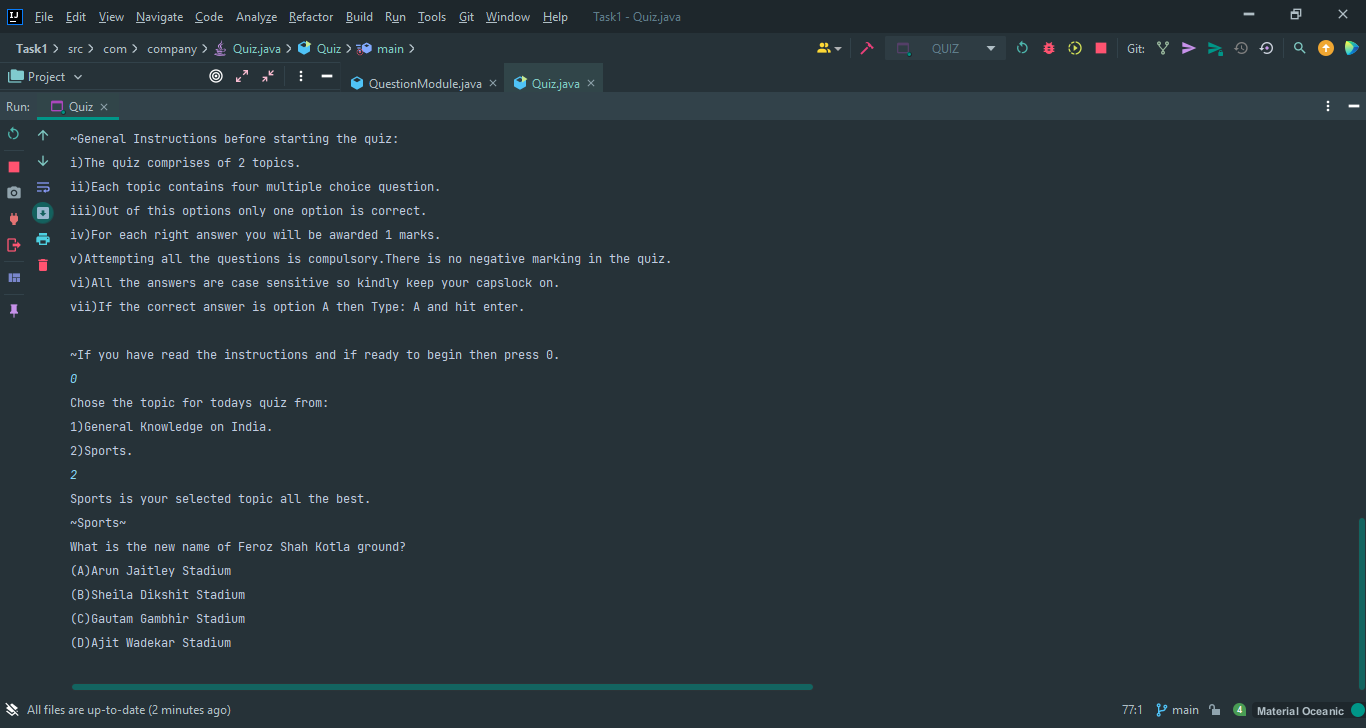 IJ File Edit View Navigate Code Analyze Refactor Build Run Tools Git Window Help Task1 - Quiz.java
Task1 src com company Quiz.java Quiz main QUIZ Git:
Project QuestionModule.java Quiz.java
Run: Quiz
~General Instructions before starting the quiz:
i)The quiz comprises of 2 topics.
ii)Each topic contains four multiple choice question.
iii)Out of this options only one option is correct.
iv)For each right answer you will be awarded 1 marks.
v)Attempting all the questions is compulsory.There is no negative marking in the quiz.
vi)All the answers are case sensitive so kindly keep your capslock on.
vii)If the correct answer is option A then Type: A and hit enter.
~If you have read the instructions and if ready to begin then press 0.
0
Chose the topic for todays quiz from:
1)General Knowledge on India.
2)Sports.
2
Sports is your selected topic all the best.
~Sports~
What is the new name of Feroz Shah Kotla ground?
(A)Arun Jaitley Stadium
(B)Sheila Dikshit Stadium
(C)Gautam Gambhir Stadium
(D)Ajit Wadekar Stadium
All files are up-to-date (2 minutes ago) 77:1 main 4 Material Oceanic